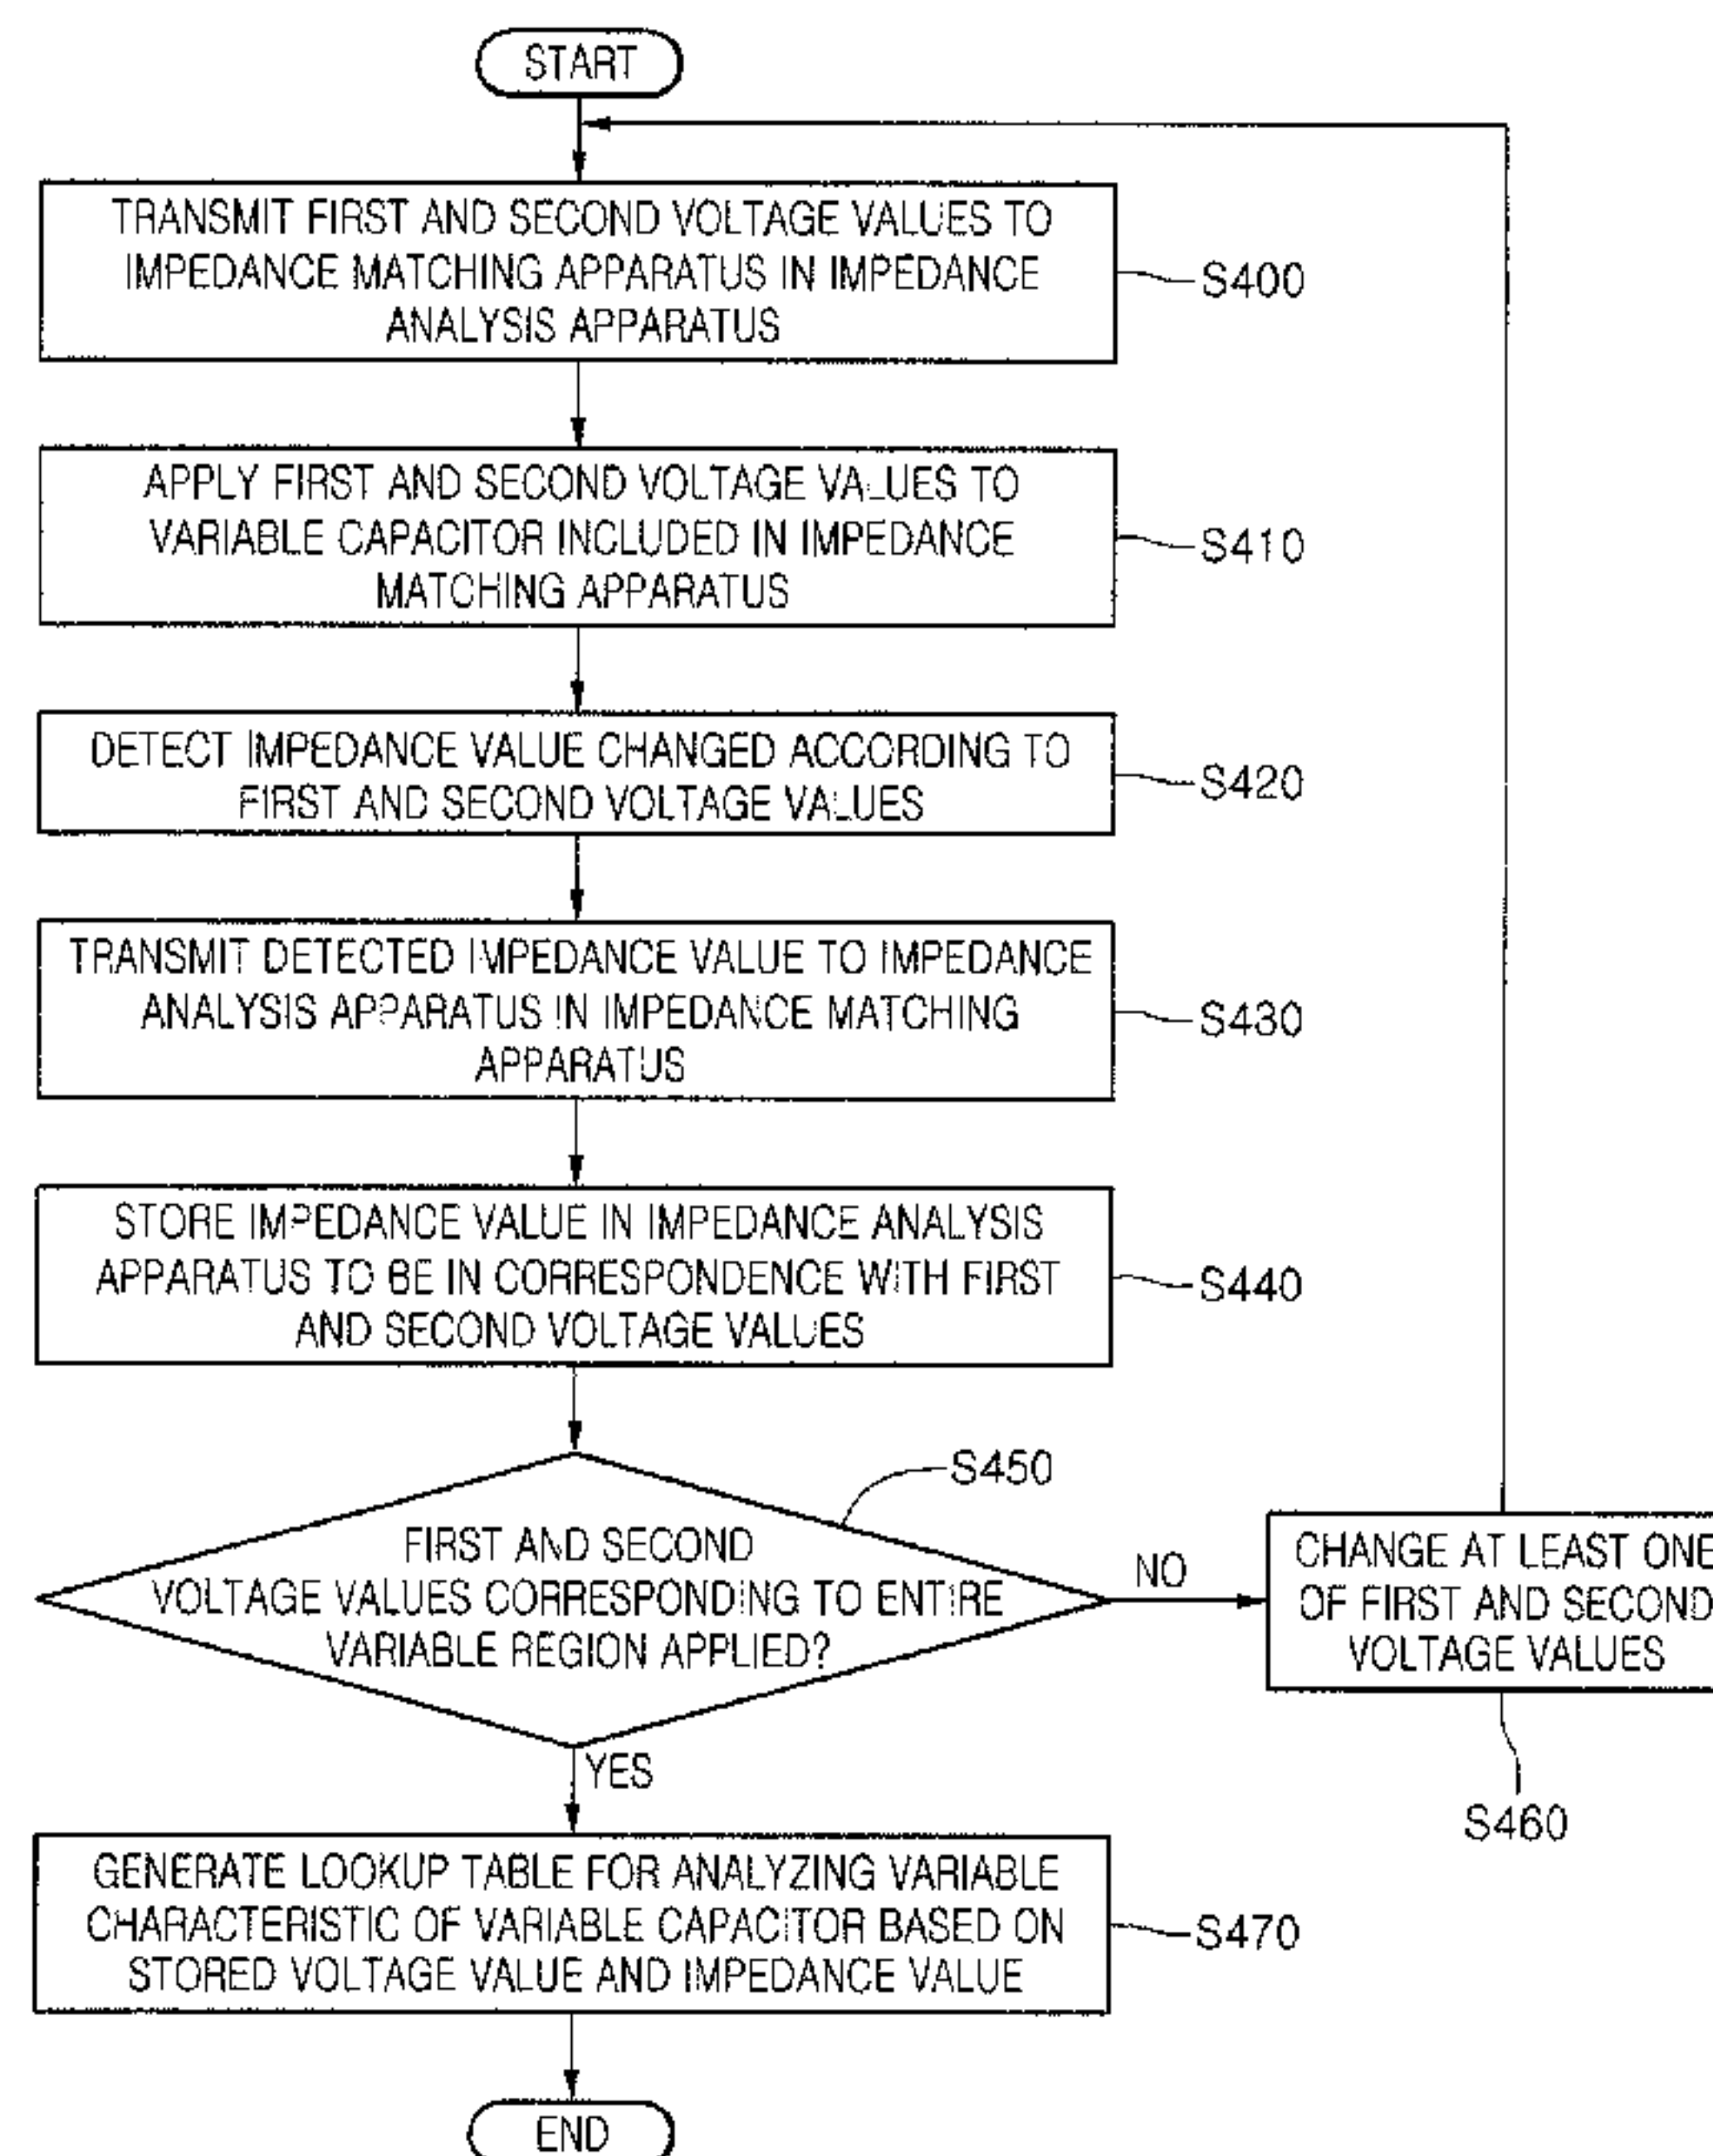 START
TRANSMIT FIRST AND SECOND VOLTAGE VALUES TO
IMPEDANCE MATCHING APPARATUS IN IMPEDANCE
ANALYSIS APPARATUS
S400
APPLY FIRST AND SECOND VOLTAGE VALUES TO
VARIABLE CAPACITOR INCLUDED IN IMPEDANCE
MATCHING APPARATUS
S410
DETECT IMPEDANCE VALUE CHANGED ACCORDING TO
FIRST AND SECOND VOLTAGE VALUES
S420
TRANSMIT DETECTED IMPEDANCE VALUE TO IMPEDANCE
ANALYSIS APPARATUS IN IMPEDANCE MATCHING
APPARATUS
S430
STORE IMPEDANCE VALUE IN IMPEDANCE ANALYSIS
APPARATUS TO BE IN CORRESPONDENCE WITH FIRST
AND SECOND VOLTAGE VALUES
S440
S450
FIRST AND SECOND
VOLTAGE VALUES CORRESPONDING TO ENTIRE
VARIABLE REGION APPLIED?
NO
CHANGE AT LEAST ONE
OF FIRST AND SECOND
VOLTAGE VALUES
S460
YES
GENERATE LOOKUP TABLE FOR ANALYZING VARIABLE
CHARACTERISTIC OF VARIABLE CAPACITOR BASED ON
STORED VOLTAGE VALUE AND IMPEDANCE VALUE
S470
END